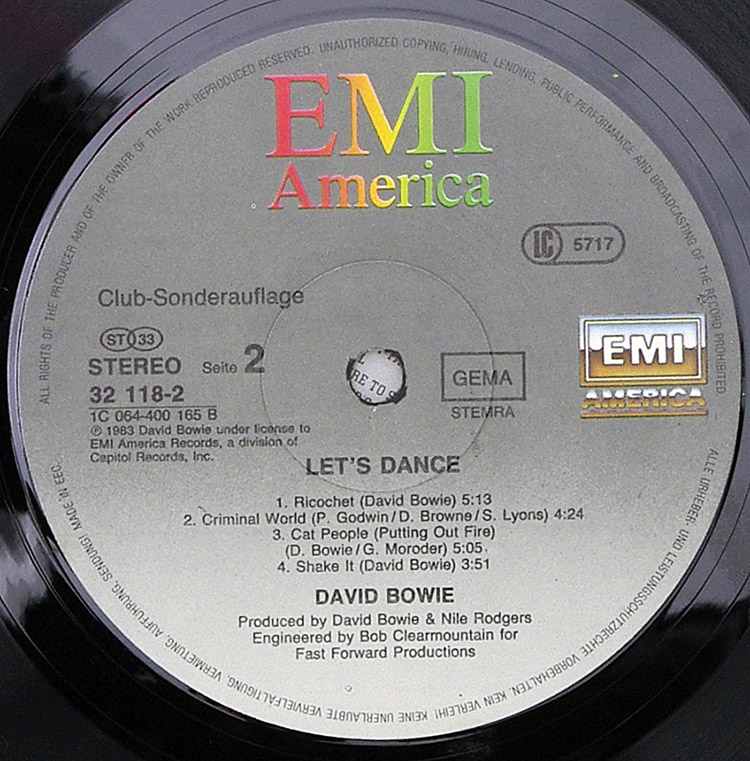 ALL RIGHTS OF THE PRODUCER AND OF THE OWNER OF THE WORK REPRODUCED RESERVED. UNAUTHORIZED COPYING, HIRING, LENDING, PUBLIC PERFORMANCE AND BROADCASTING OF THE RECORD PROHIBITED
EMI
America
LC 5717
Club-Sonderauflage
ST 33
STEREO Seite 2
32 118-2
1C 064-400 165 B
℗ 1983 David Bowie under license to
EMI America Records, a division of
Capitol Records, Inc.
RE TO S
GEMA
STEMRA
EMI
AMERICA
LET'S DANCE
1. Ricochet (David Bowie) 5:13
2. Criminal World (P. Godwin/D. Browne/S. Lyons) 4:24
3. Cat People (Putting Out Fire)
(D. Bowie/G. Moroder) 5:05
4. Shake It (David Bowie) 3:51
DAVID BOWIE
Produced by David Bowie & Nile Rodgers
Engineered by Bob Clearmountain for
Fast Forward Productions
ALLE URHEBER- UND LEISTUNGSSCHUTZRECHTE VORBEHALTEN. KEIN VERLEIH! KEINE UNERLAUBTE VERVIELFÄLTIGUNG, VERMIETUNG, AUFFÜHRUNG, SENDUNG! MADE IN EEC.